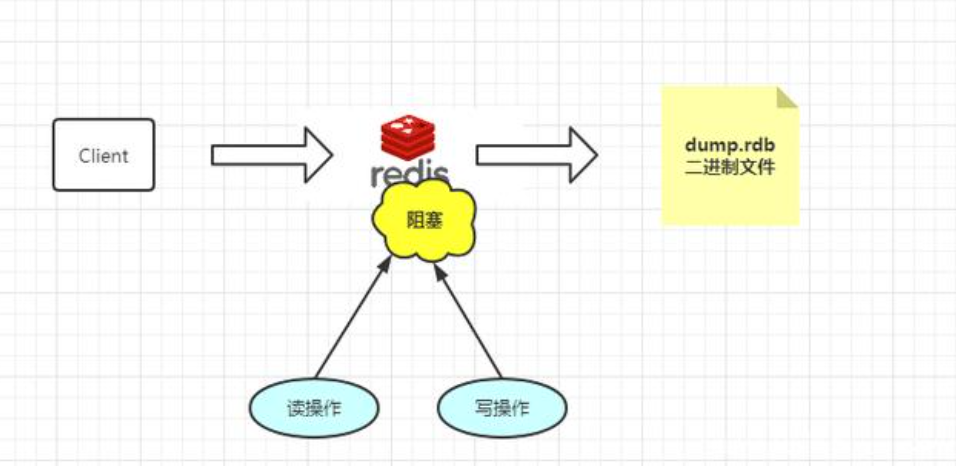 Client
redis
dump.rdb
二进制文件
阻塞
读操作
写操作